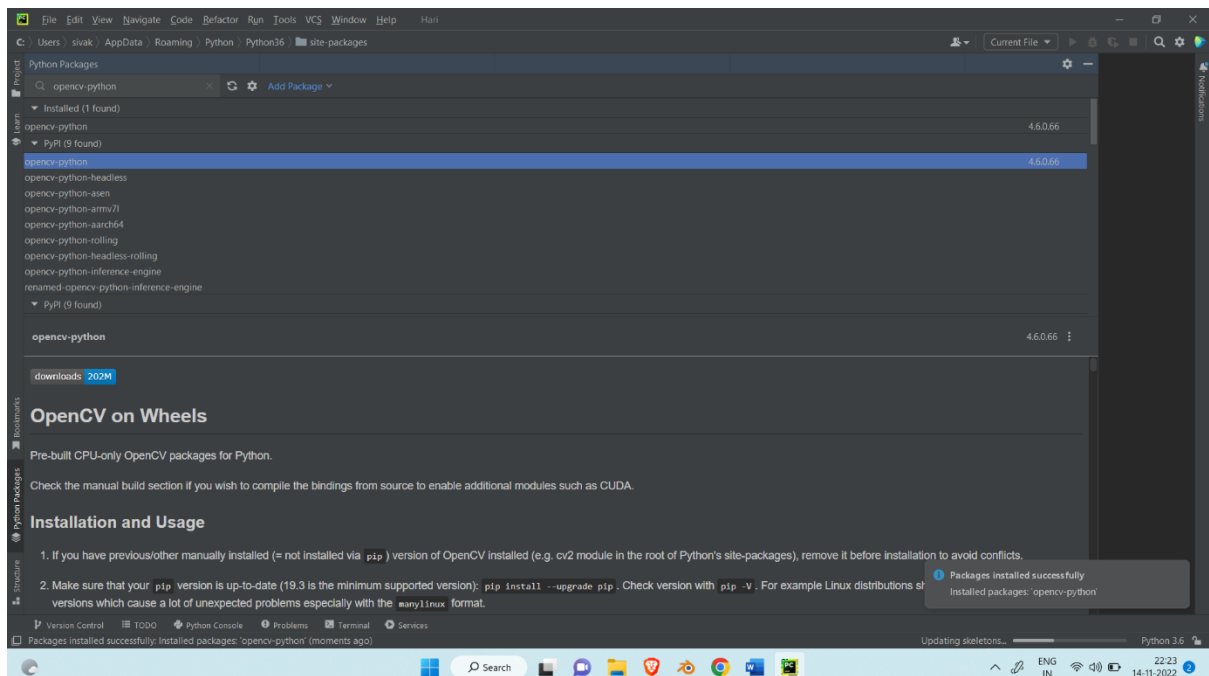 File Edit View Navigate Code Refactor Run Tools VCS Window Help Hari
C: Users sivak AppData Roaming Python Python36 site-packages Current File
Project
Learn
Bookmarks
Python Packages
Structure
Notifications
Python Packages
opencv-python Add Package
Installed (1 found)
opencv-python 4.6.0.66
PyPI (9 found)
opencv-python 4.6.0.66
opencv-python-headless
opencv-python-asen
opencv-python-armv7l
opencv-python-aarch64
opencv-python-rolling
opencv-python-headless-rolling
opencv-python-inference-engine
renamed-opencv-python-inference-engine
PyPI (9 found)
opencv-python 4.6.0.66
downloads 202M
OpenCV on Wheels
Pre-built CPU-only OpenCV packages for Python.
Check the manual build section if you wish to compile the bindings from source to enable additional modules such as CUDA.
Installation and Usage
1. If you have previous/other manually installed (= not installed via pip) version of OpenCV installed (e.g. cv2 module in the root of Python's site-packages), remove it before installation to avoid conflicts.
2. Make sure that your pip version is up-to-date (19.3 is the minimum supported version): pip install --upgrade pip. Check version with pip -V. For example Linux distributions sh
versions which cause a lot of unexpected problems especially with the manylinux format.
Packages installed successfully
Installed packages: 'opencv-python'
Version Control TODO Python Console Problems Terminal Services
Packages installed successfully: Installed packages: 'opencv-python' (moments ago) Updating skeletons... Python 3.6
Search ENG 22:23
IN 14-11-2022 2